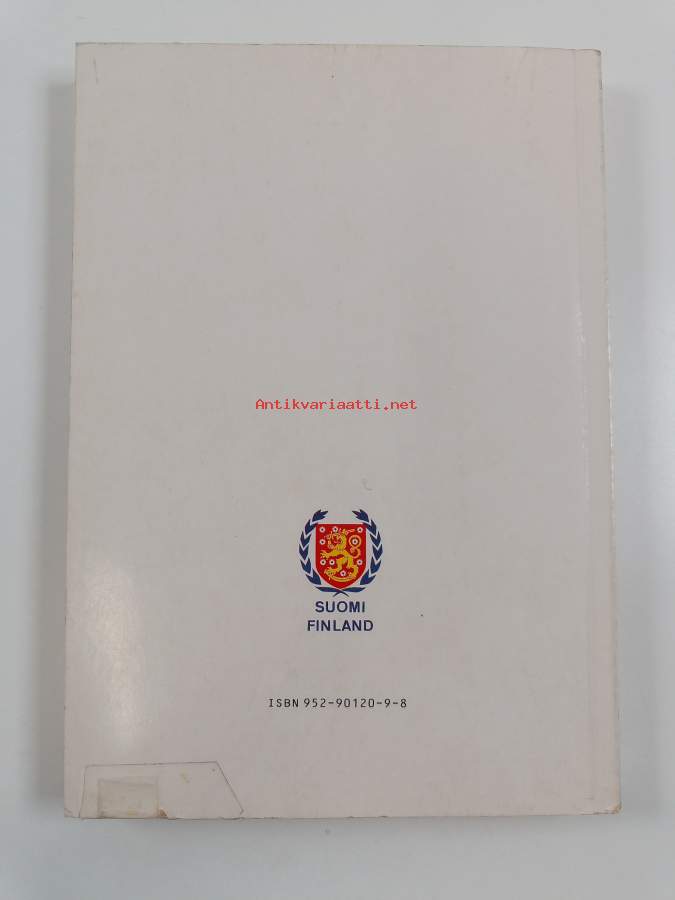 Antikvariaatti.net
SUOMI
FINLAND
ISBN 952-90120-9-8